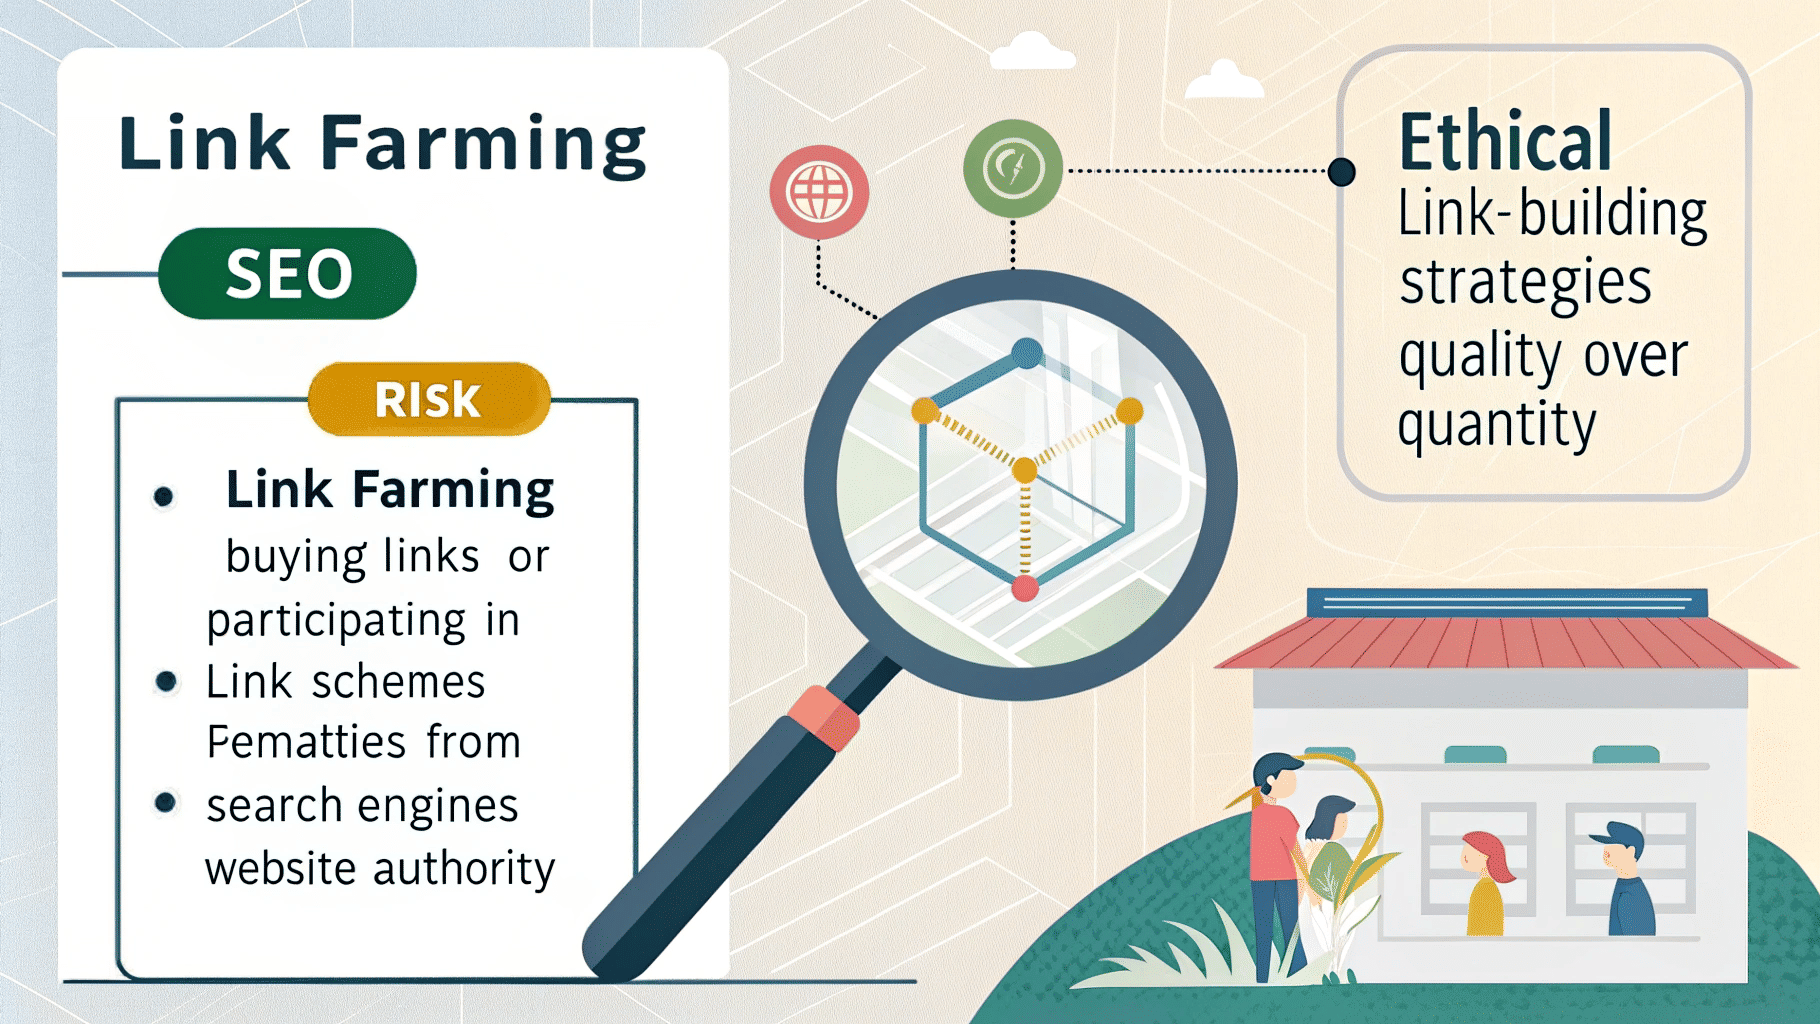 Link Farming
SEO
RISK
Link Farming
buying links or
participating in
Link schemes
Fematties from
search engines
website authority
Ethical
Link-building
strategies
quality over
quantity